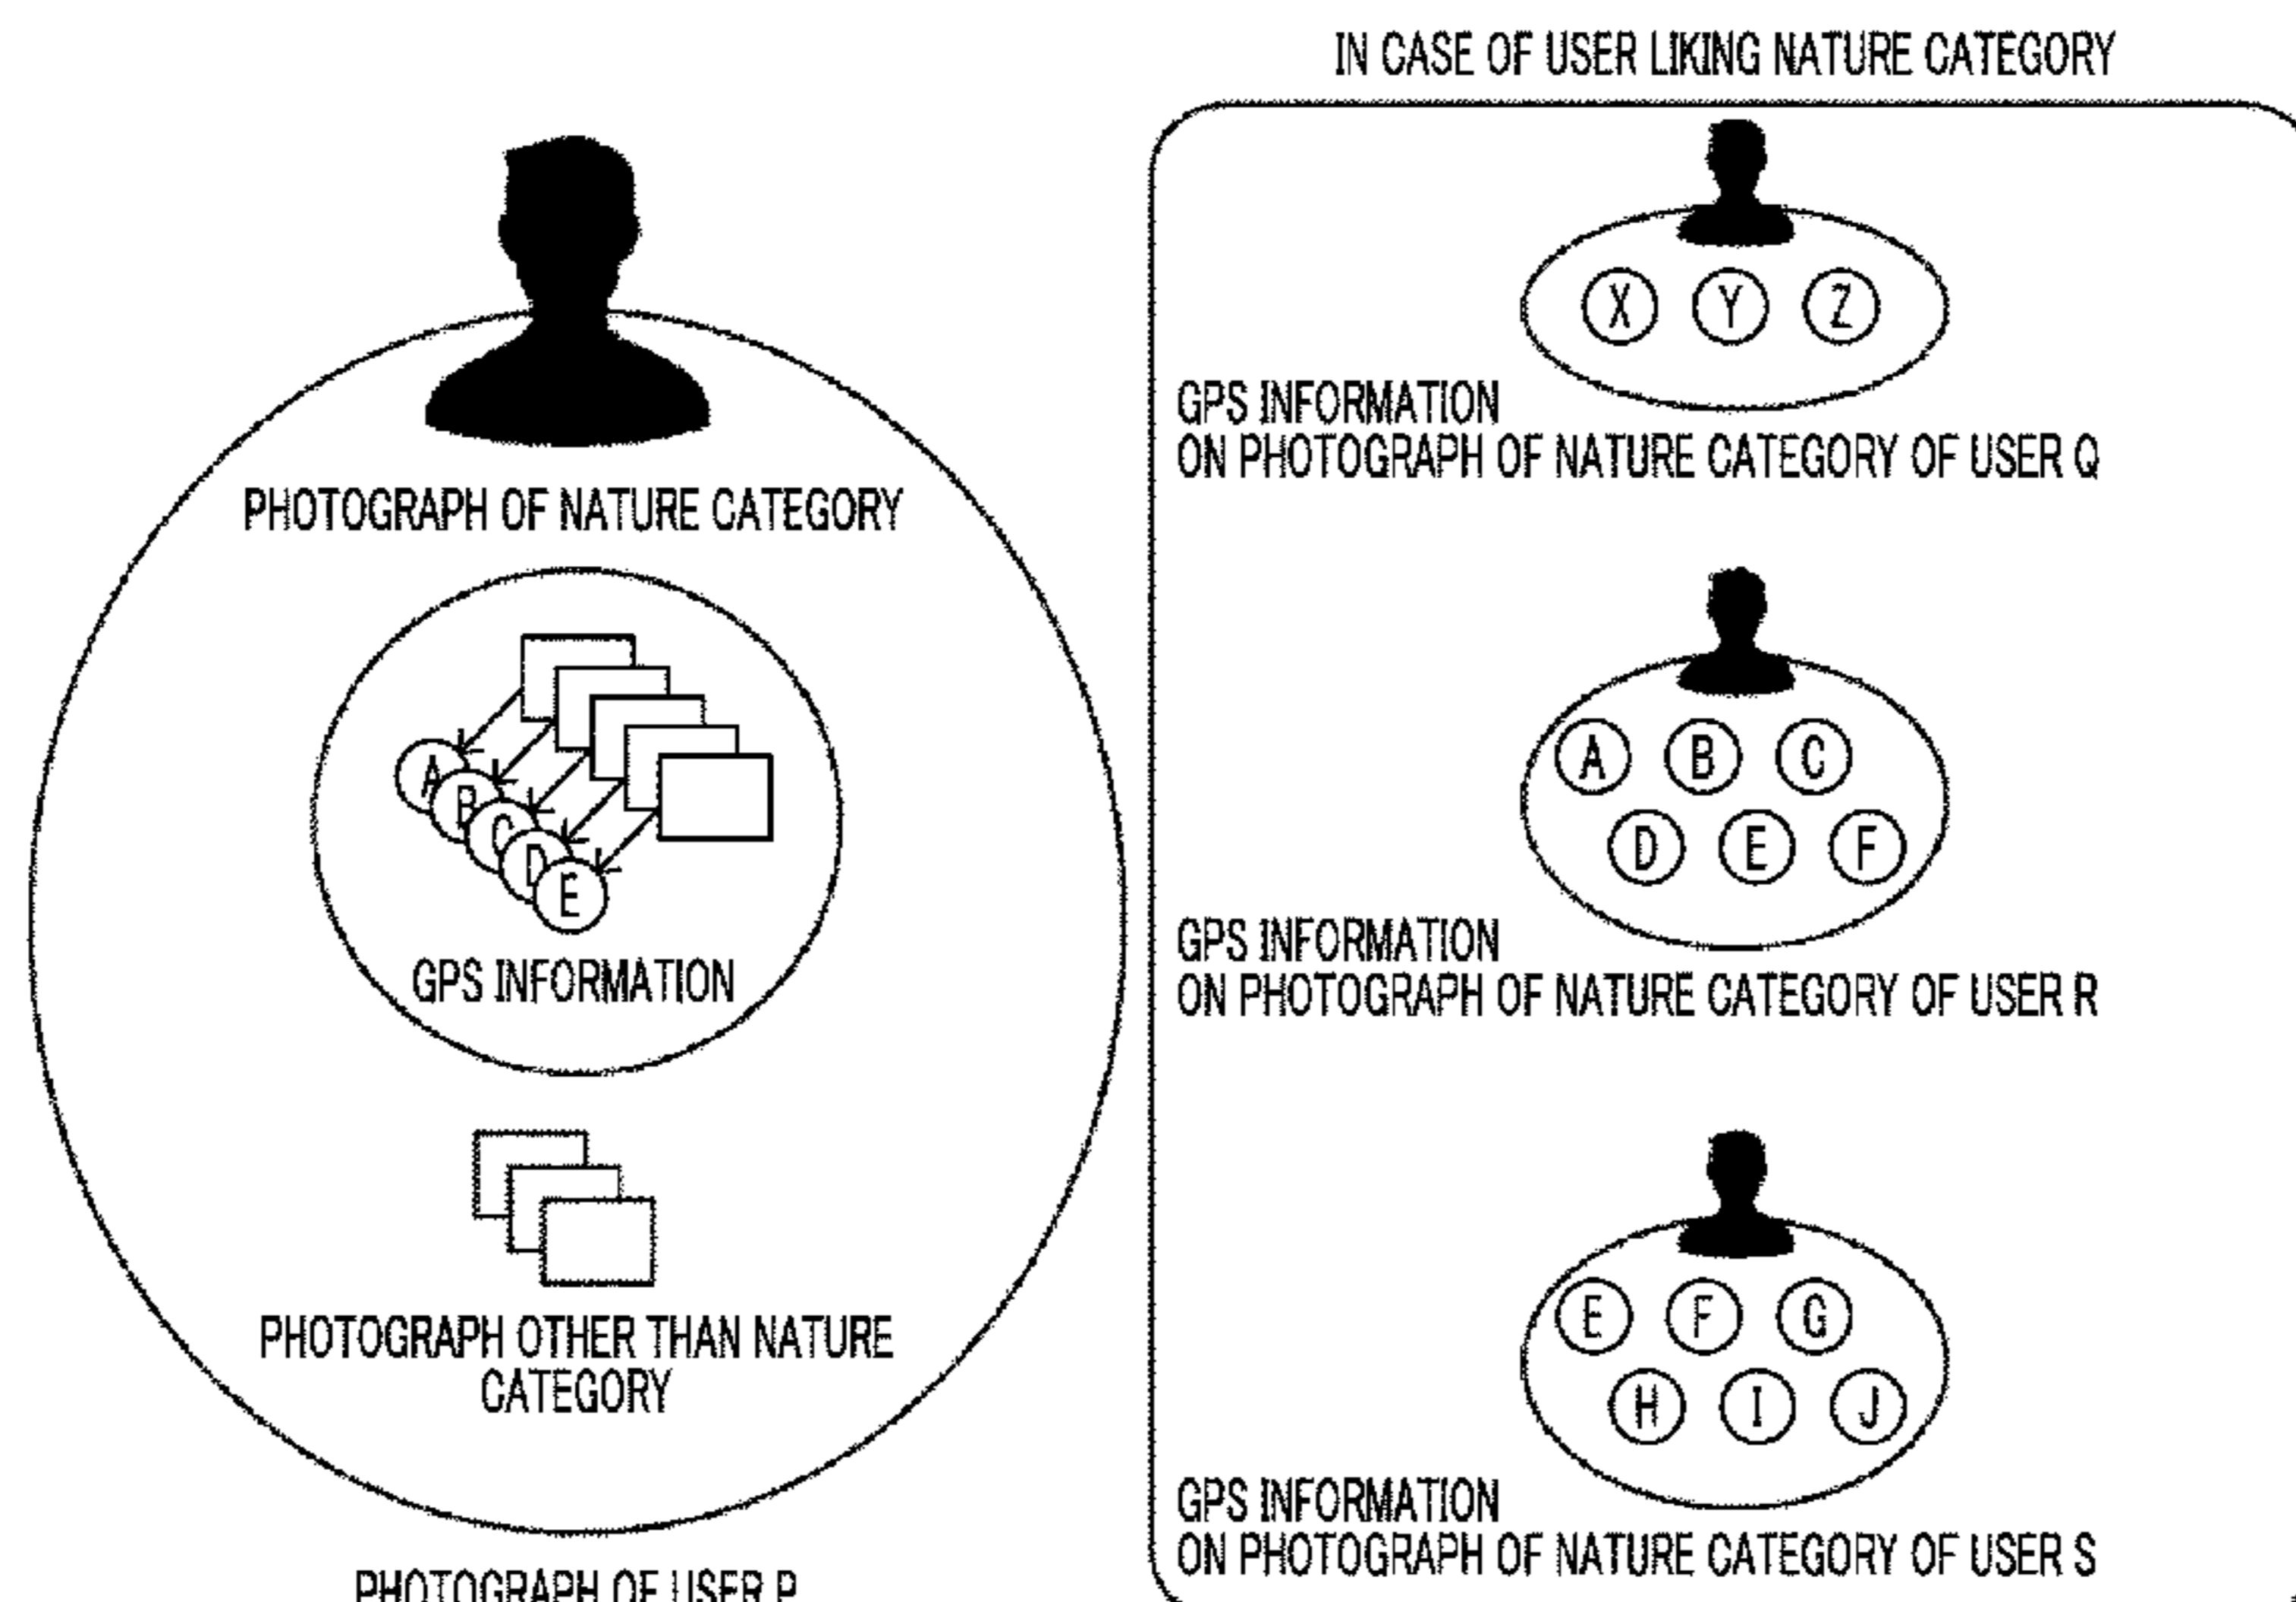 IN CASE OF USER LIKING NATURE CATEGORY
PHOTOGRAPH OF NATURE CATEGORY
A
B
C
D
E
GPS INFORMATION
PHOTOGRAPH OTHER THAN NATURE
CATEGORY
PHOTOGRAPH OF USER P
X Y Z
GPS INFORMATION
ON PHOTOGRAPH OF NATURE CATEGORY OF USER Q
A B C
D E F
GPS INFORMATION
ON PHOTOGRAPH OF NATURE CATEGORY OF USER R
E F G
H I J
GPS INFORMATION
ON PHOTOGRAPH OF NATURE CATEGORY OF USER S